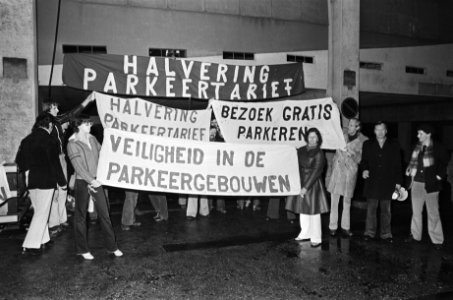 HALVERING
PARKEERTARIEF
HALVERING
PARKEERTARIEF
BEZOEK GRATIS
PARKEREN
VEILIGHEID IN DE
PARKEERGEBOUWEN